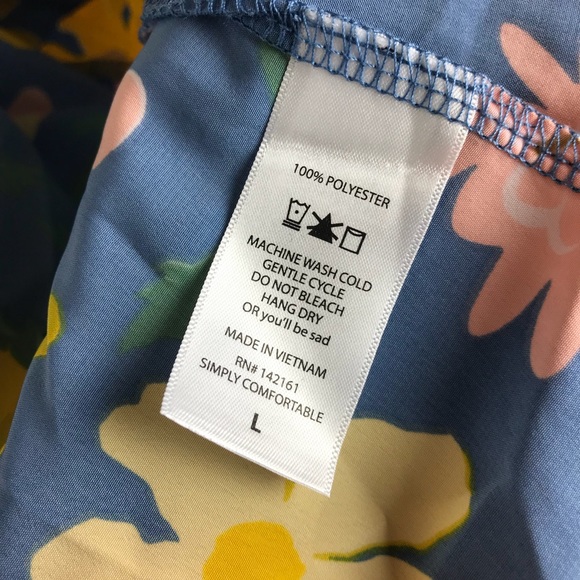 100% POLYESTER
MACHINE WASH COLD
GENTLE CYCLE
DO NOT BLEACH
HANG DRY
OR you'll be sad
MADE IN VIETNAM
RN# 142161
SIMPLY COMFORTABLE
L